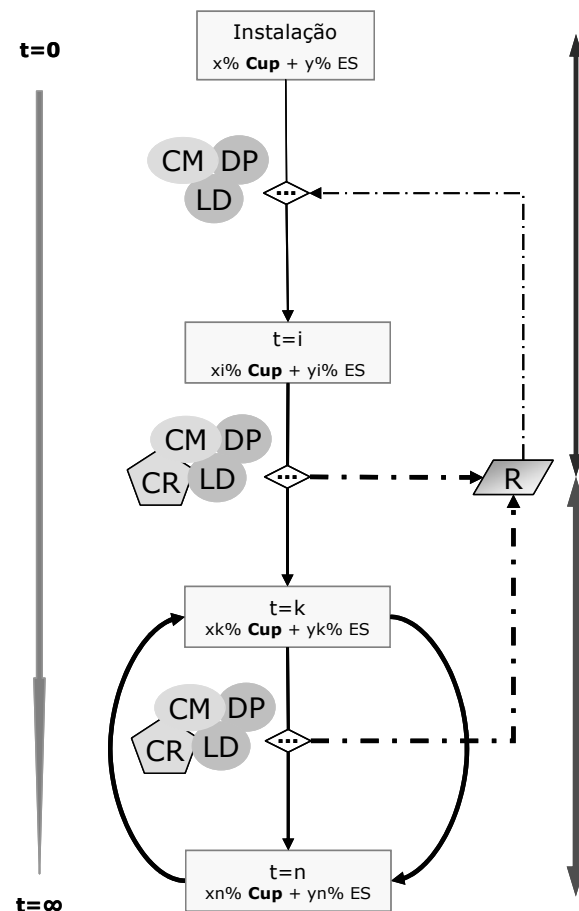 Instalação
x% Cup + y% ES
t=0
CM DP
LD
...
t=i
xi% Cup + yi% ES
CM DP
CR LD
...
R
t=k
xk% Cup + yk% ES
CM DP
CR LD
...
t=n
xn% Cup + yn% ES
t=∞